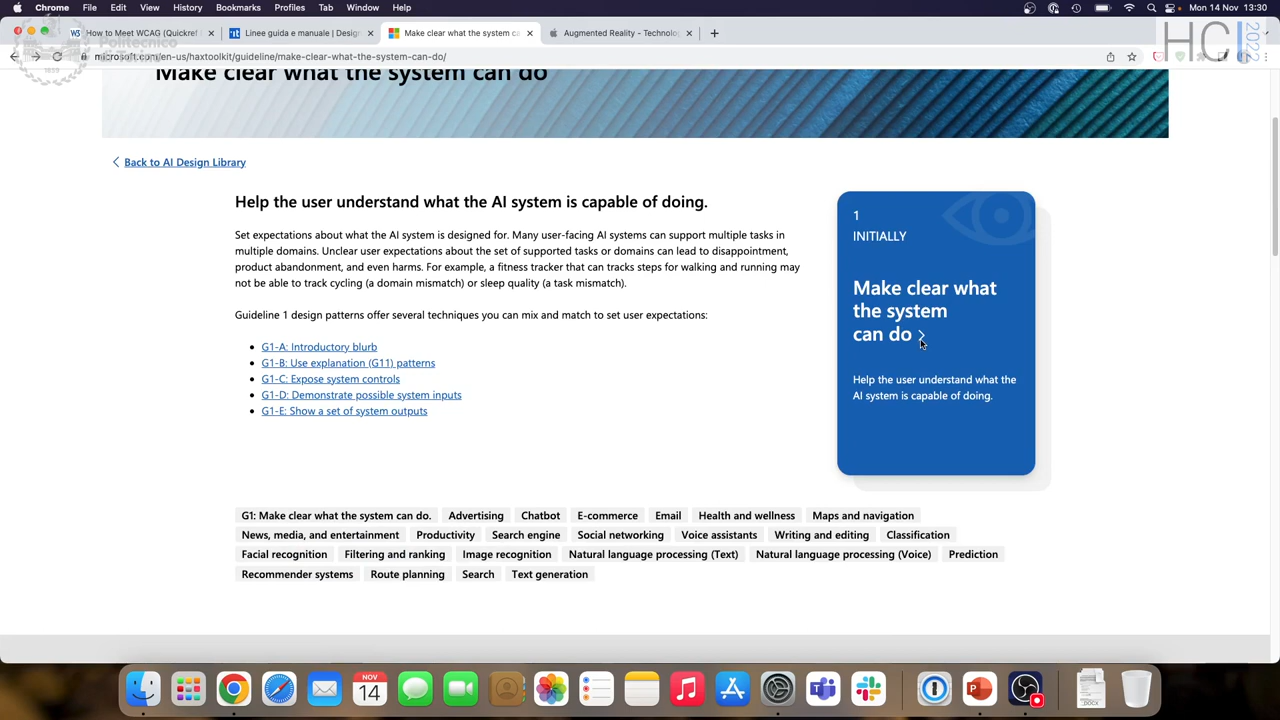 Chrome File Edit View History Bookmarks Profiles Tab Window Help
Mon 14 Nov 13:30
How to Meet WCAG (Quickref
Linee guida e manuale | Desig
Make clear what the system ca
Augmented Reality - Technolo
HCI 2022
Politecnico
di Torino
1859
microsoft.com/en-us/haxtoolkit/guideline/make-clear-what-the-system-can-do/
Make clear what the system can do
Back to AI Design Library
Help the user understand what the AI system is capable of doing.
Set expectations about what the AI system is designed for. Many user-facing AI systems can support multiple tasks in
multiple domains. Unclear user expectations about the set of supported tasks or domains can lead to disappointment,
product abandonment, and even harms. For example, a fitness tracker that can tracks steps for walking and running may
not be able to track cycling (a domain mismatch) or sleep quality (a task mismatch).
Guideline 1 design patterns offer several techniques you can mix and match to set user expectations:
G1-A: Introductory blurb
G1-B: Use explanation (G11) patterns
G1-C: Expose system controls
G1-D: Demonstrate possible system inputs
G1-E: Show a set of system outputs
1
INITIALLY
Make clear what
the system
can do
Help the user understand what the
AI system is capable of doing.
G1: Make clear what the system can do. Advertising Chatbot E-commerce Email Health and wellness Maps and navigation
News, media, and entertainment Productivity Search engine Social networking Voice assistants Writing and editing Classification
Facial recognition Filtering and ranking Image recognition Natural language processing (Text) Natural language processing (Voice) Prediction
Recommender systems Route planning Search Text generation
NOV
14
.DOCX